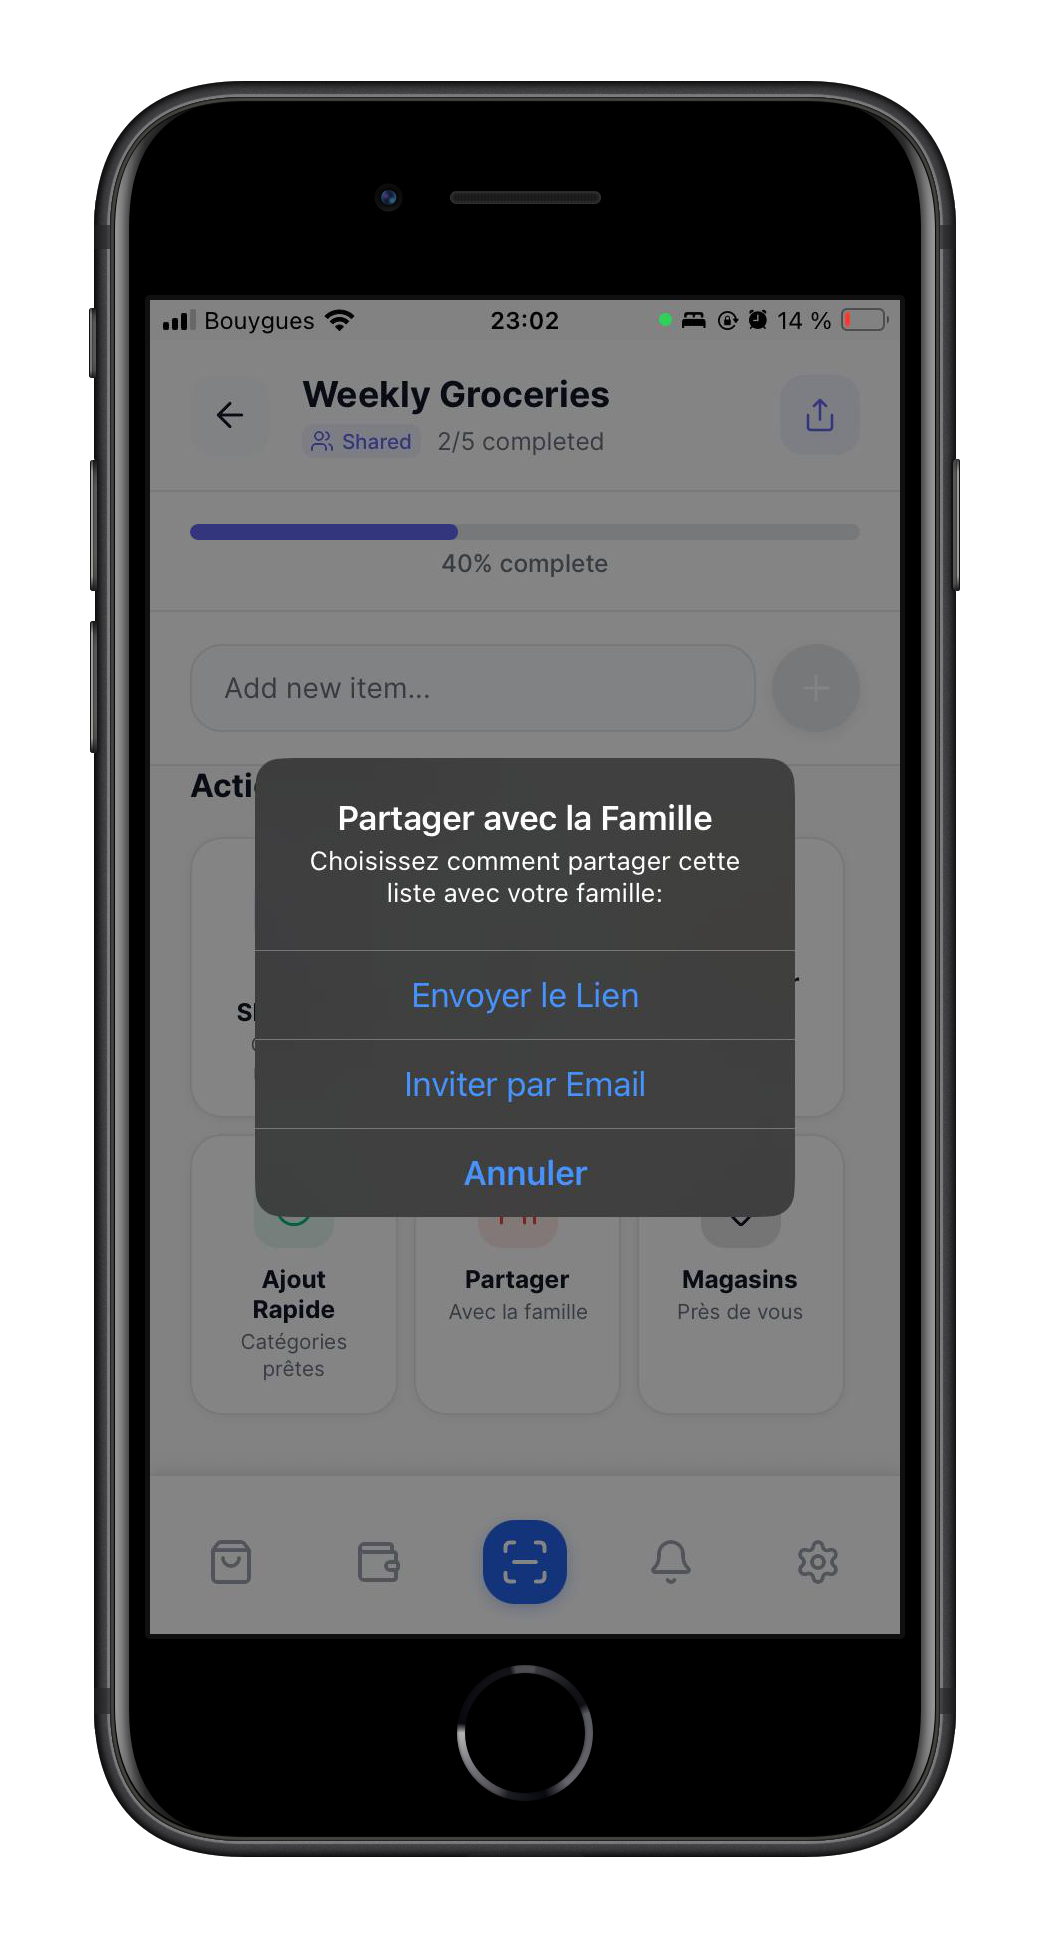 Bouygues 23:02 14 %
Weekly Groceries
Shared 2/5 completed
40% complete
Add new item...
Partager avec la Famille
Choisissez comment partager cette
liste avec votre famille:
Envoyer le Lien
Inviter par Email
Annuler
Ajout
Rapide
Catégories
prêtes
Partager
Avec la famille
Magasins
Près de vous